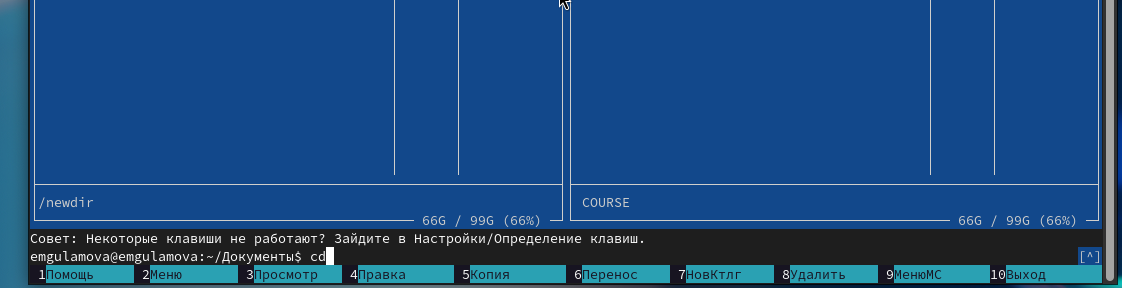 /newdir COURSE
66G / 99G (66%) 66G / 99G (66%)
Совет: Некоторые клавиши не работают? Зайдите в Настройки/Определение клавиш.
emgulamova@emgulamova:~/Документы$ cd [^]
1Помощь 2Меню 3Просмотр 4Правка 5Копия 6Перенос 7НовКтлг 8Удалить 9МенюMC 10Выход